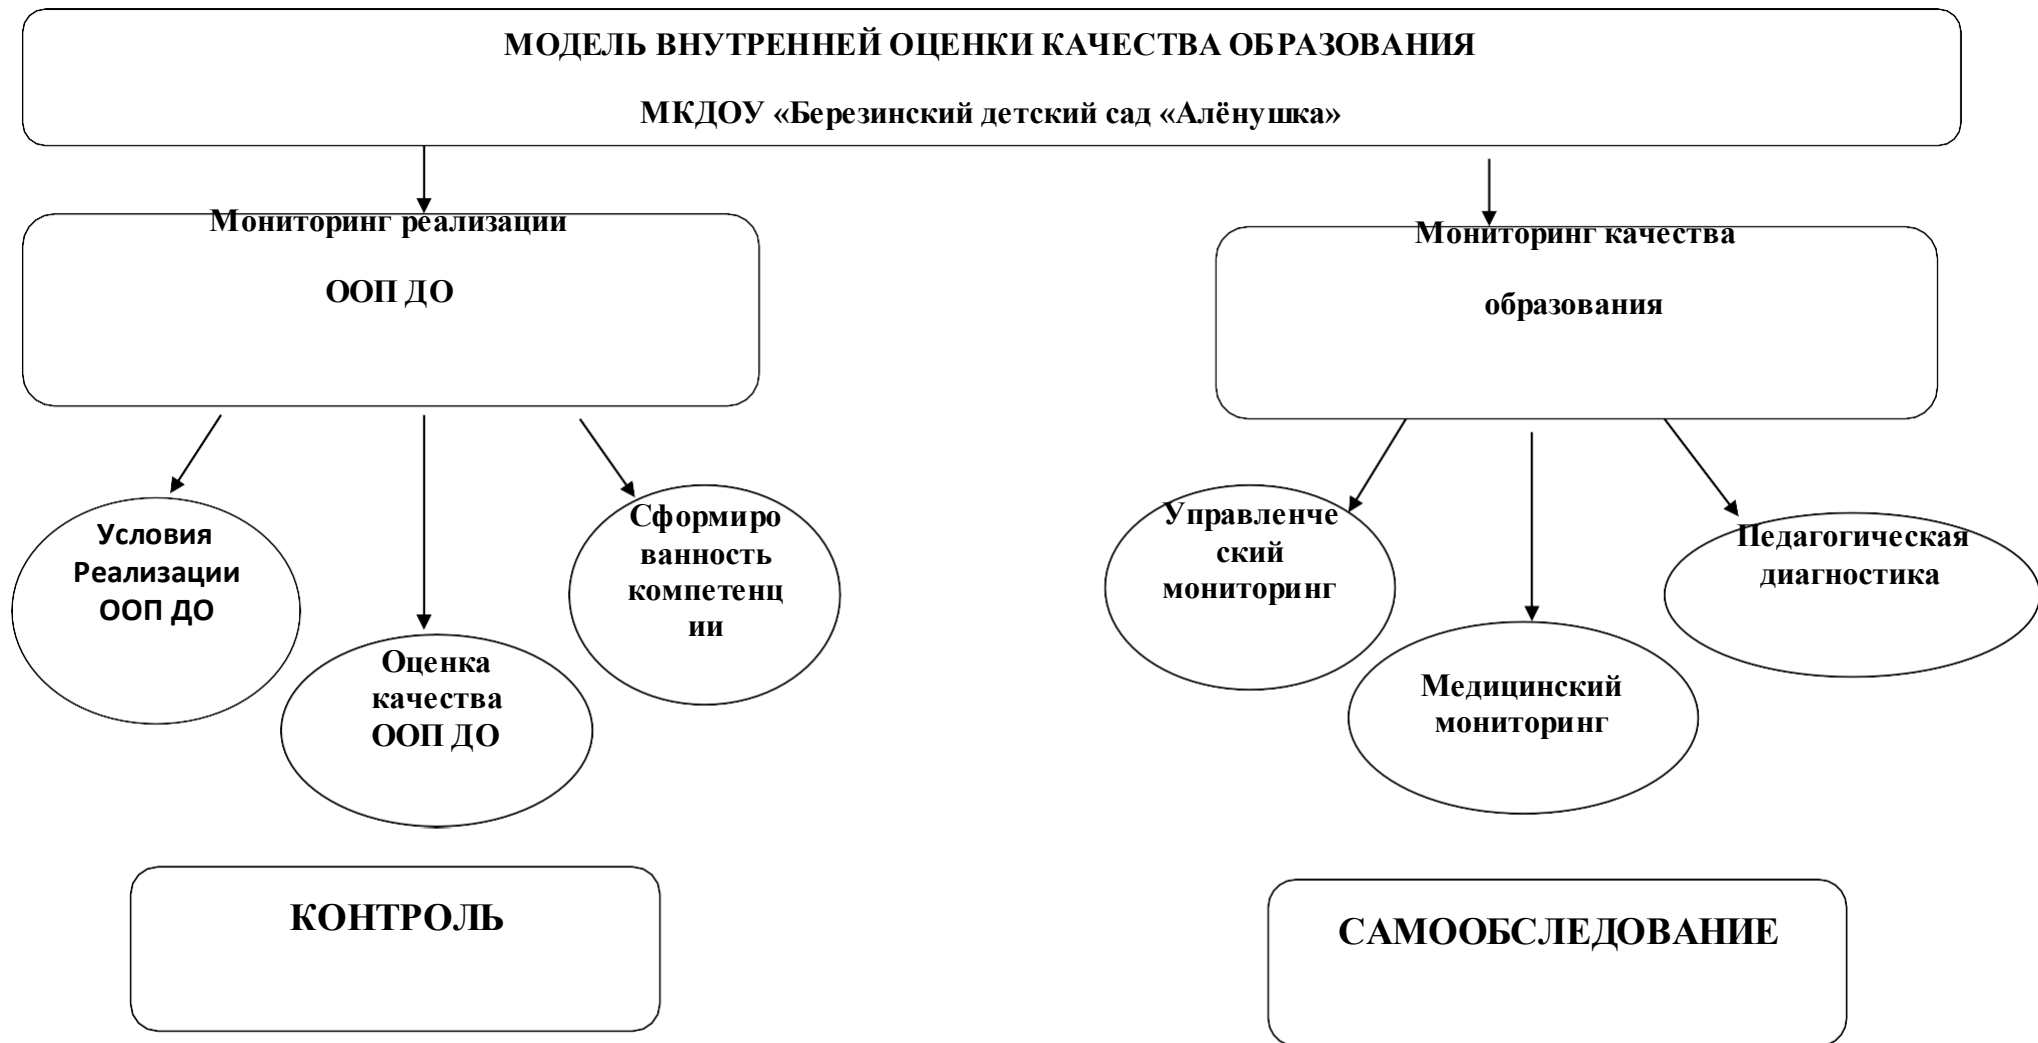 МОДЕЛЬ ВНУТРЕННЕЙ ОЦЕНКИ КАЧЕСТВА ОБРАЗОВАНИЯ
МКДОУ «Березинский детский сад «Алёнушка»
Мониторинг реализации
ООП ДО
Мониторинг качества
образования
Условия
Реализации
ООП ДО
Оценка
качества
ООП ДО
Сформиро
ванность
компетенц
ии
Управленче
ский
мониторинг
Медицинский
мониторинг
Педагогическая
диагностика
КОНТРОЛЬ
САМООБСЛЕДОВАНИЕ